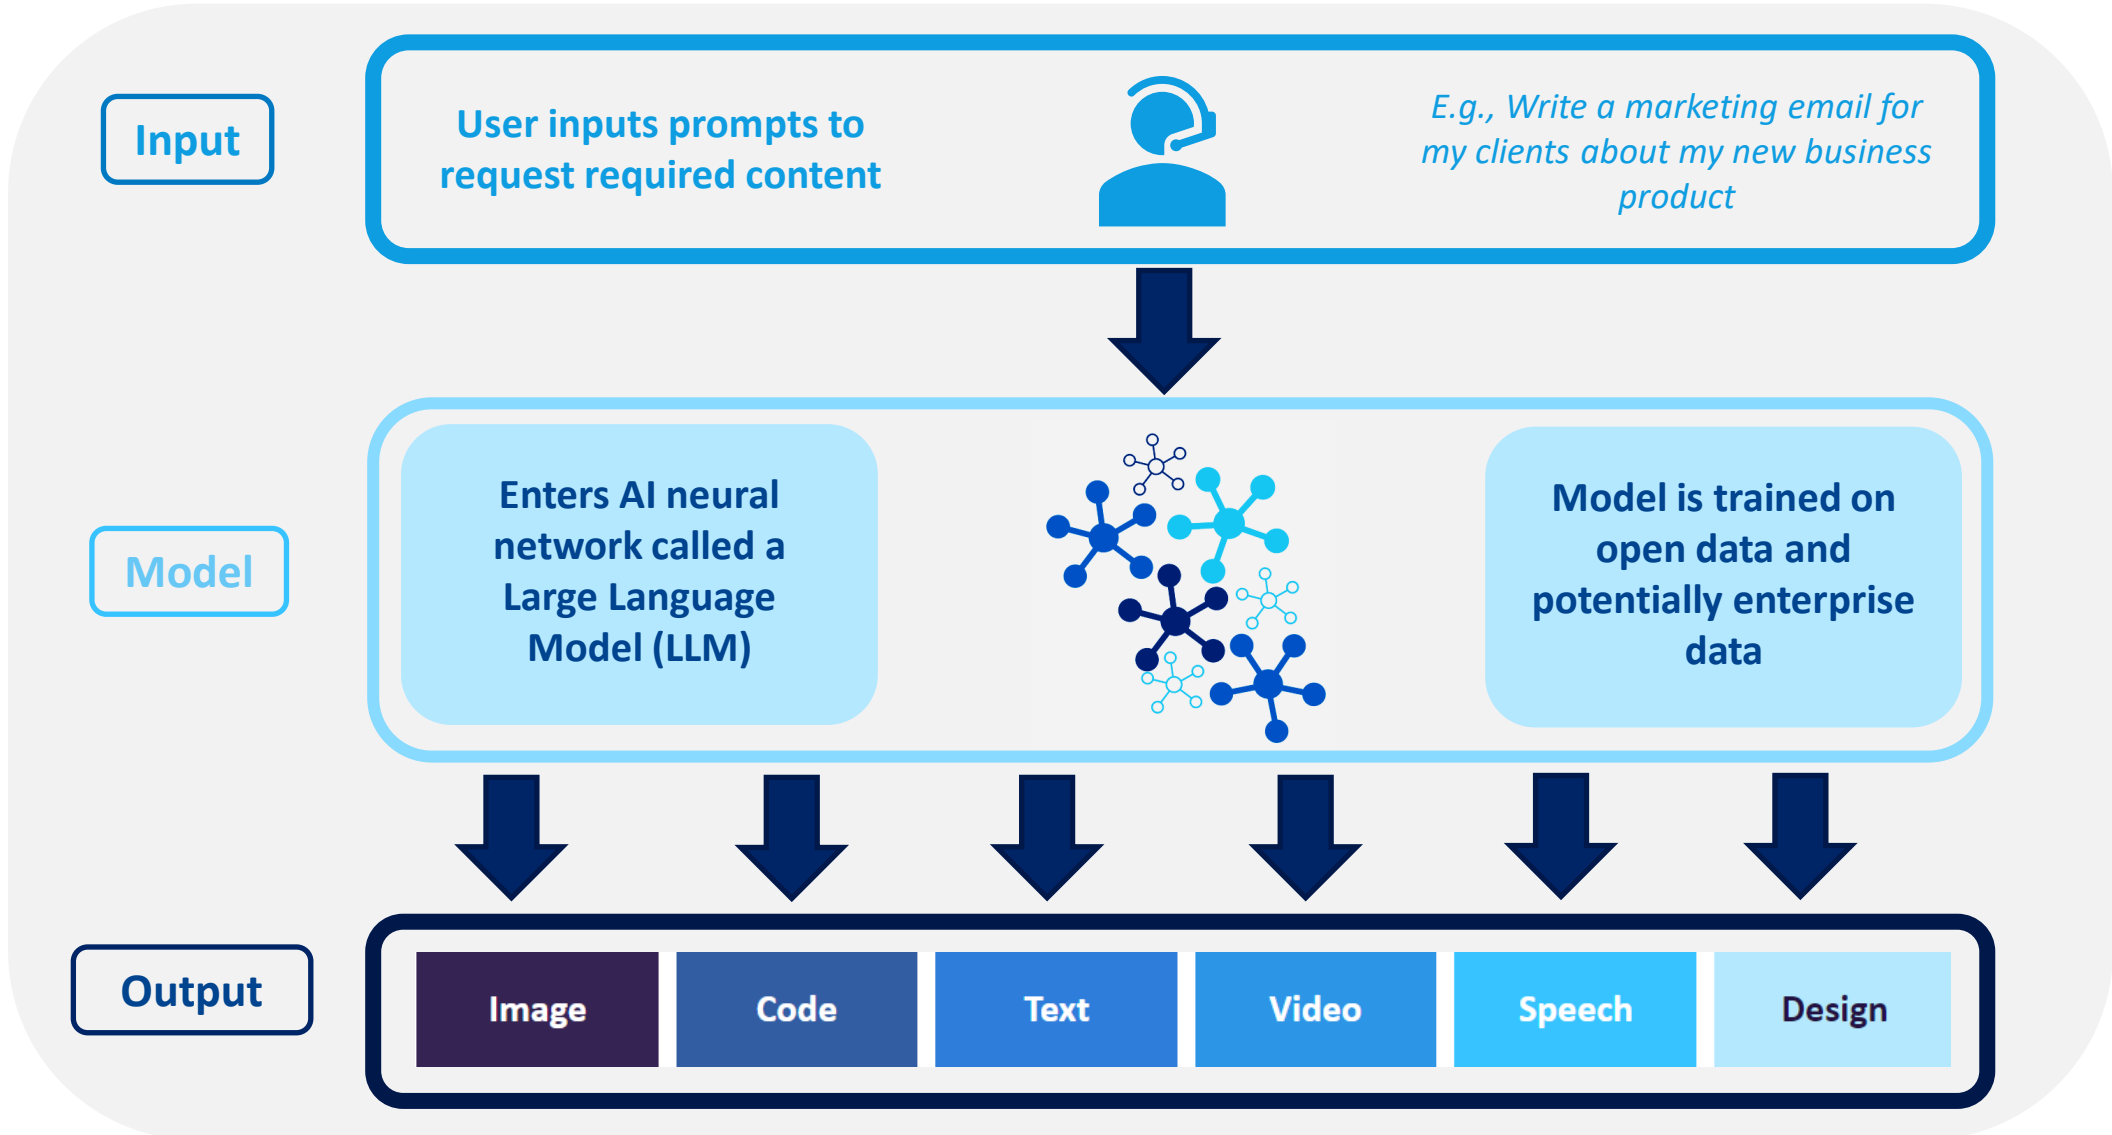 Input
User inputs prompts to
request required content
E.g., Write a marketing email for
my clients about my new business
product
Model
Enters AI neural
network called a
Large Language
Model (LLM)
Model is trained on
open data and
potentially enterprise
data
Output
Image
Code
Text
Video
Speech
Design